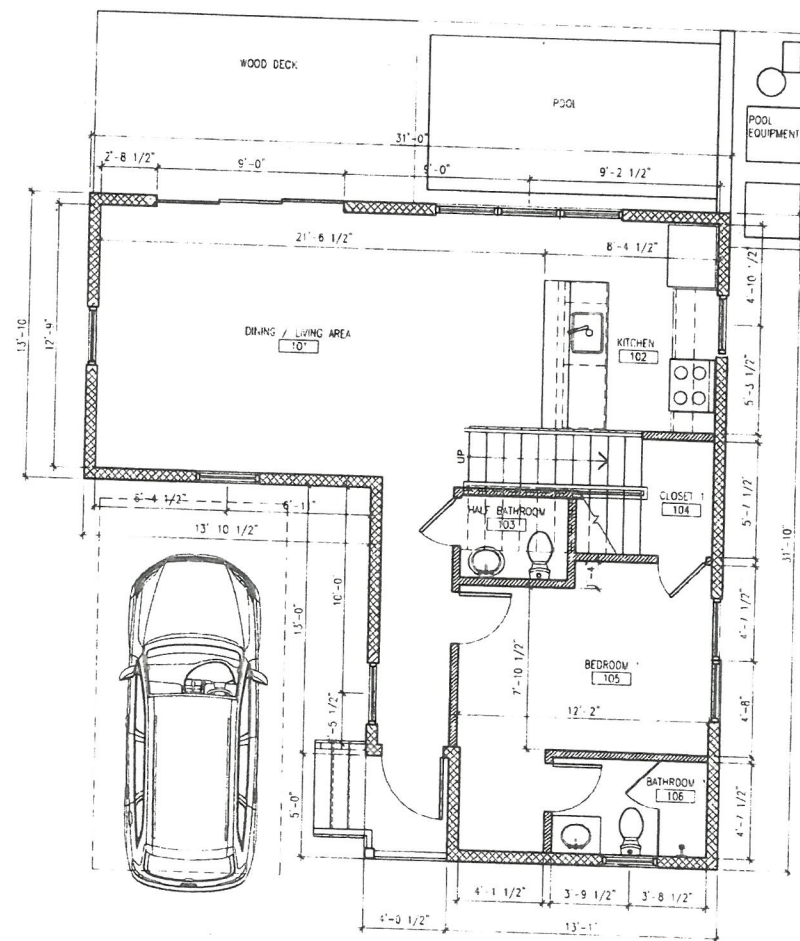 WOOD DECK
POOL
POOL
EQUIPMENT
31'-0"
2'-8 1/2"
9'-0"
9'-0"
9'-2 1/2"
21'-6 1/2"
8'-4 1/2"
4'-10 1/2"
13'-10
12'-9"
DINING / LIVING AREA
10'
KITCHEN
102
5'-3 1/2"
UP
6'-4 1/2"
13' 10 1/2"
HALF BATHROOM
103
CLOSET 1
104
5'-7 1/2"
31'-10"
10'-0
13'-0"
4'-7 1/2"
BEDROOM
105
7'-10 1/2"
12'-2"
4'-8"
5'-0"
BATHROOM
106
4'-7 1/2"
4'-1 1/2"
3'-9 1/2"
3'-8 1/2"
4'-0 1/2"
13'-1"